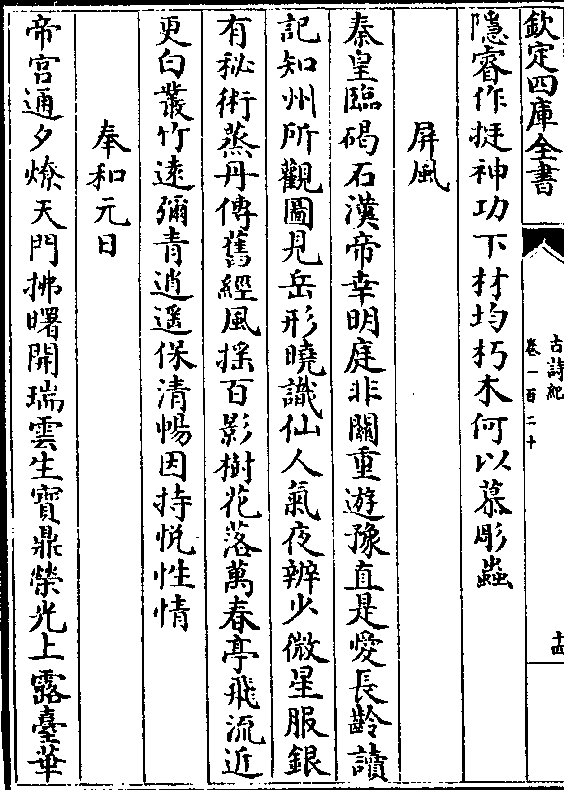 欽定四庫全書
古詩紀
卷一百二十
十四
隱睿作挺神功下材均朽木何以慕彫蟲
屏風
秦皇臨碣石漢帝幸明庭非關重遊豫直是愛長齡讀
記知州所觀圖見岳形曉識仙人氣夜辨少微星服銀
有秘術蒸丹傳舊經風揺百影樹花落萬春亭飛流近
更白叢竹逺彌青逍遥保清暢因持悦性情
奉和元日
帝宫通夕燎天門拂曙開瑞雲生寶鼎榮光上露臺華